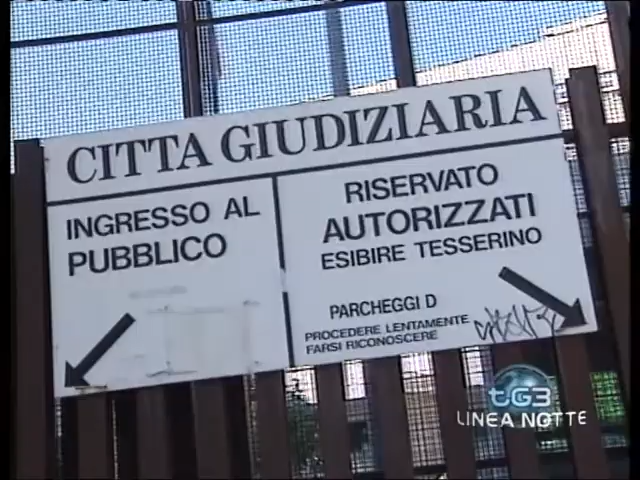 CITTA GIUDIZIARIA
INGRESSO AL
PUBBLICO
RISERVATO
AUTORIZZATI
ESIBIRE TESSERINO
PARCHEGGI D
PROCEDERE LENTAMENTE
FARSI RICONOSCERE
tG3
LINEA NOTTE